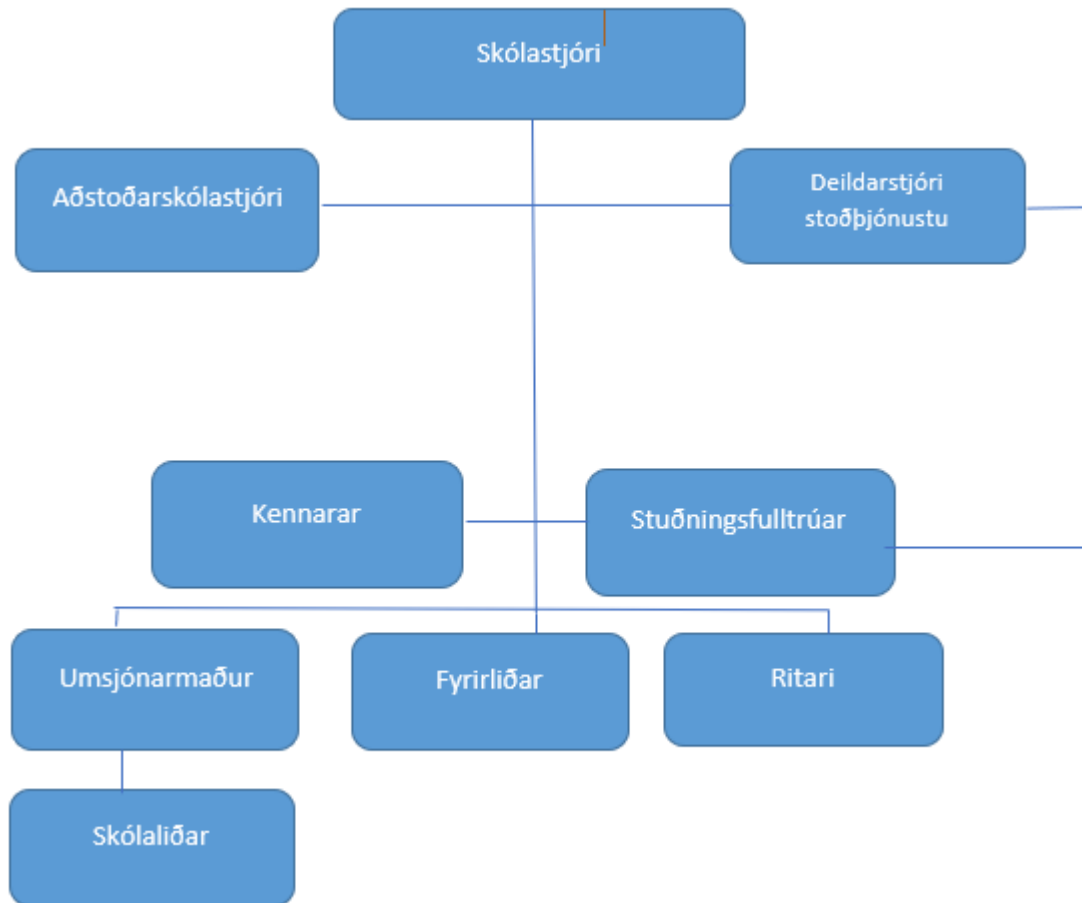 Skólastjóri
Aðstoðarskólastjóri
Deildarstjóri
stoðþjónustu
Kennarar
Stuðningsfulltrúar
Umsjónarmaður
Fyrirliðar
Ritari
Skólaliðar